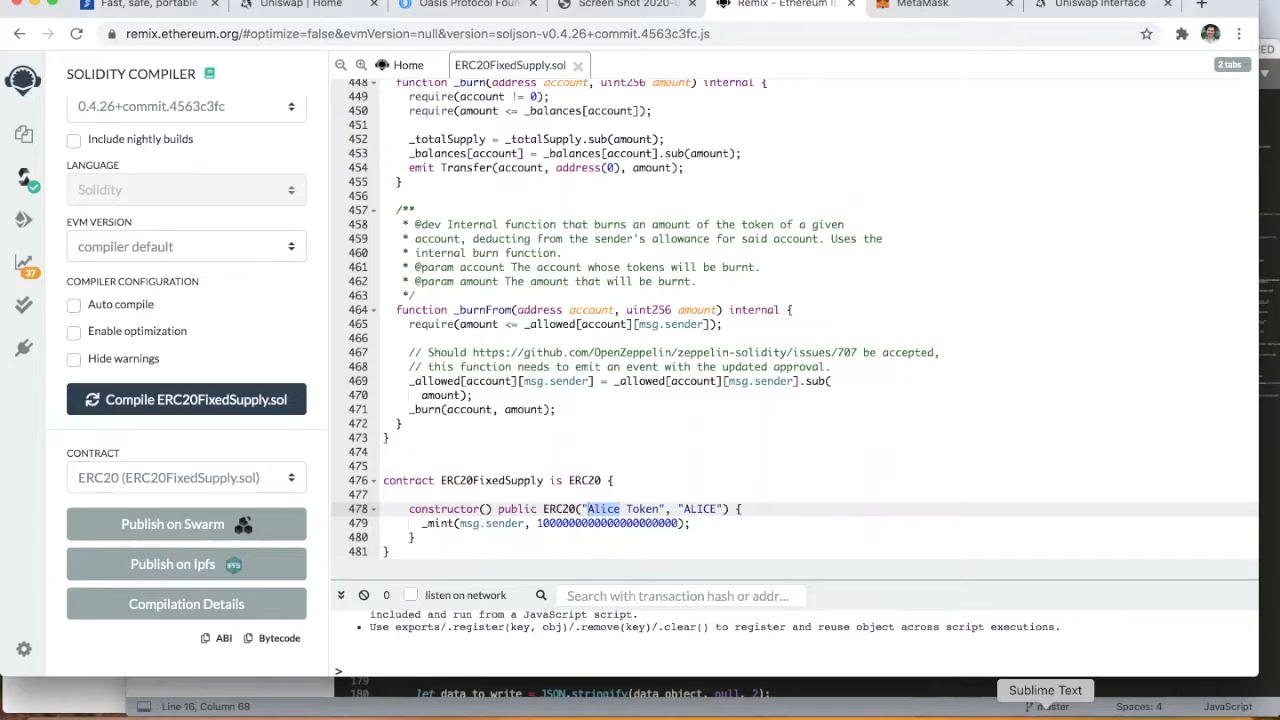 Fast, safe, portable
Uniswap | Home
Oasis Protocol Foun
Screen Shot 2020-
Remix - Ethereum I
MetaMask
Uniswap Interface
remix.ethereum.org/#optimize=false&evmVersion=null&version=soljson-v0.4.26+commit.4563c3fc.js
SOLIDITY COMPILER
0.4.26+commit.4563c3fc
Include nightly builds
LANGUAGE
Solidity
EVM VERSION
compiler default
COMPILER CONFIGURATION
37
Auto compile
Enable optimization
Hide warnings
Compile ERC20FixedSupply.sol
CONTRACT
ERC20 (ERC20FixedSupply.sol)
Publish on Swarm
Publish on Ipfs
Compilation Details
ABI
Bytecode
Home
ERC20FixedSupply.sol
2 tabs
448 function _burn(address account, uint256 amount) internal {
449 require(account != 0);
450 require(amount <= _balances[account]);
451
452 _totalSupply = _totalSupply.sub(amount);
453 _balances[account] = _balances[account].sub(amount);
454 emit Transfer(account, address(0), amount);
455 }
456
457 /**
458 * @dev Internal function that burns an amount of the token of a given
459 * account, deducting from the sender's allowance for said account. Uses the
460 * internal burn function.
461 * @param account The account whose tokens will be burnt.
462 * @param amount The amount that will be burnt.
463 */
464 function _burnFrom(address account, uint256 amount) internal {
465 require(amount <= _allowed[account][msg.sender]);
466
467 // Should https://github.com/OpenZeppelin/zeppelin-solidity/issues/707 be accepted,
468 // this function needs to emit an event with the updated approval.
469 _allowed[account][msg.sender] = _allowed[account][msg.sender].sub(
470 amount);
471 _burn(account, amount);
472 }
473 }
474
475
476 contract ERC20FixedSupply is ERC20 {
477
478 constructor() public ERC20("Alice Token", "ALICE") {
479 _mint(msg.sender, 1000000000000000000000);
480 }
481 }
0
listen on network
Search with transaction hash or addr...
included and run from a JavaScript script.
• Use exports/.register(key, obj)/.remove(key)/.clear() to register and reuse object across script executions.
>
179
180 let data_to_write = JSON.stringify(data_object, null, 2);
Sublime Text
Line 16, Column 68
master
Spaces: 4
JavaScript